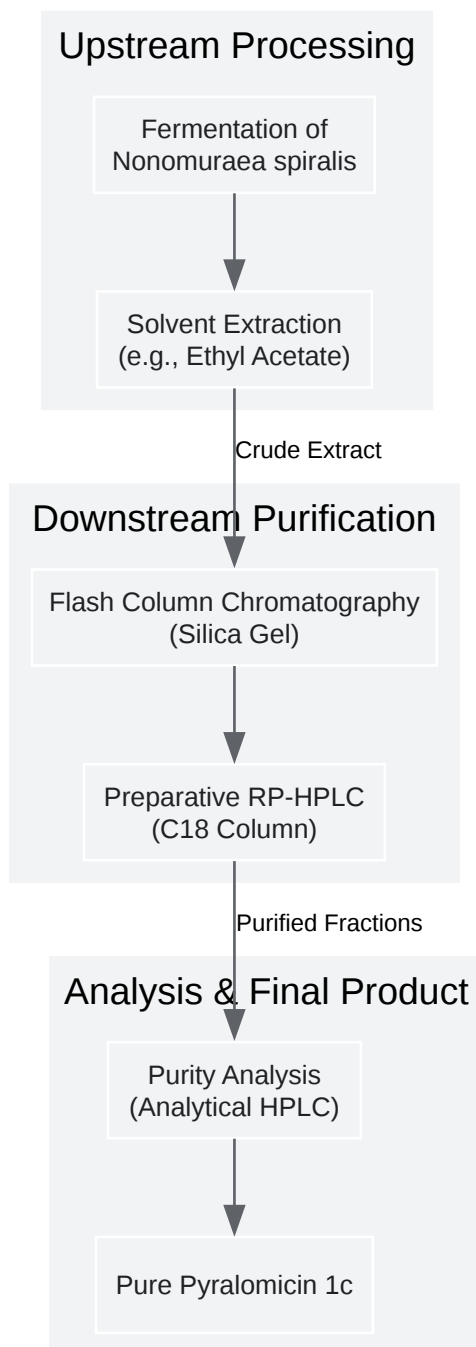 Upstream Processing
Fermentation of
Nonomuraea spiralis
Solvent Extraction
(e.g., Ethyl Acetate)
Crude Extract
Downstream Purification
Flash Column Chromatography
(Silica Gel)
Preparative RP-HPLC
(C18 Column)
Purified Fractions
Analysis & Final Product
Purity Analysis
(Analytical HPLC)
Pure Pyralomicin 1c